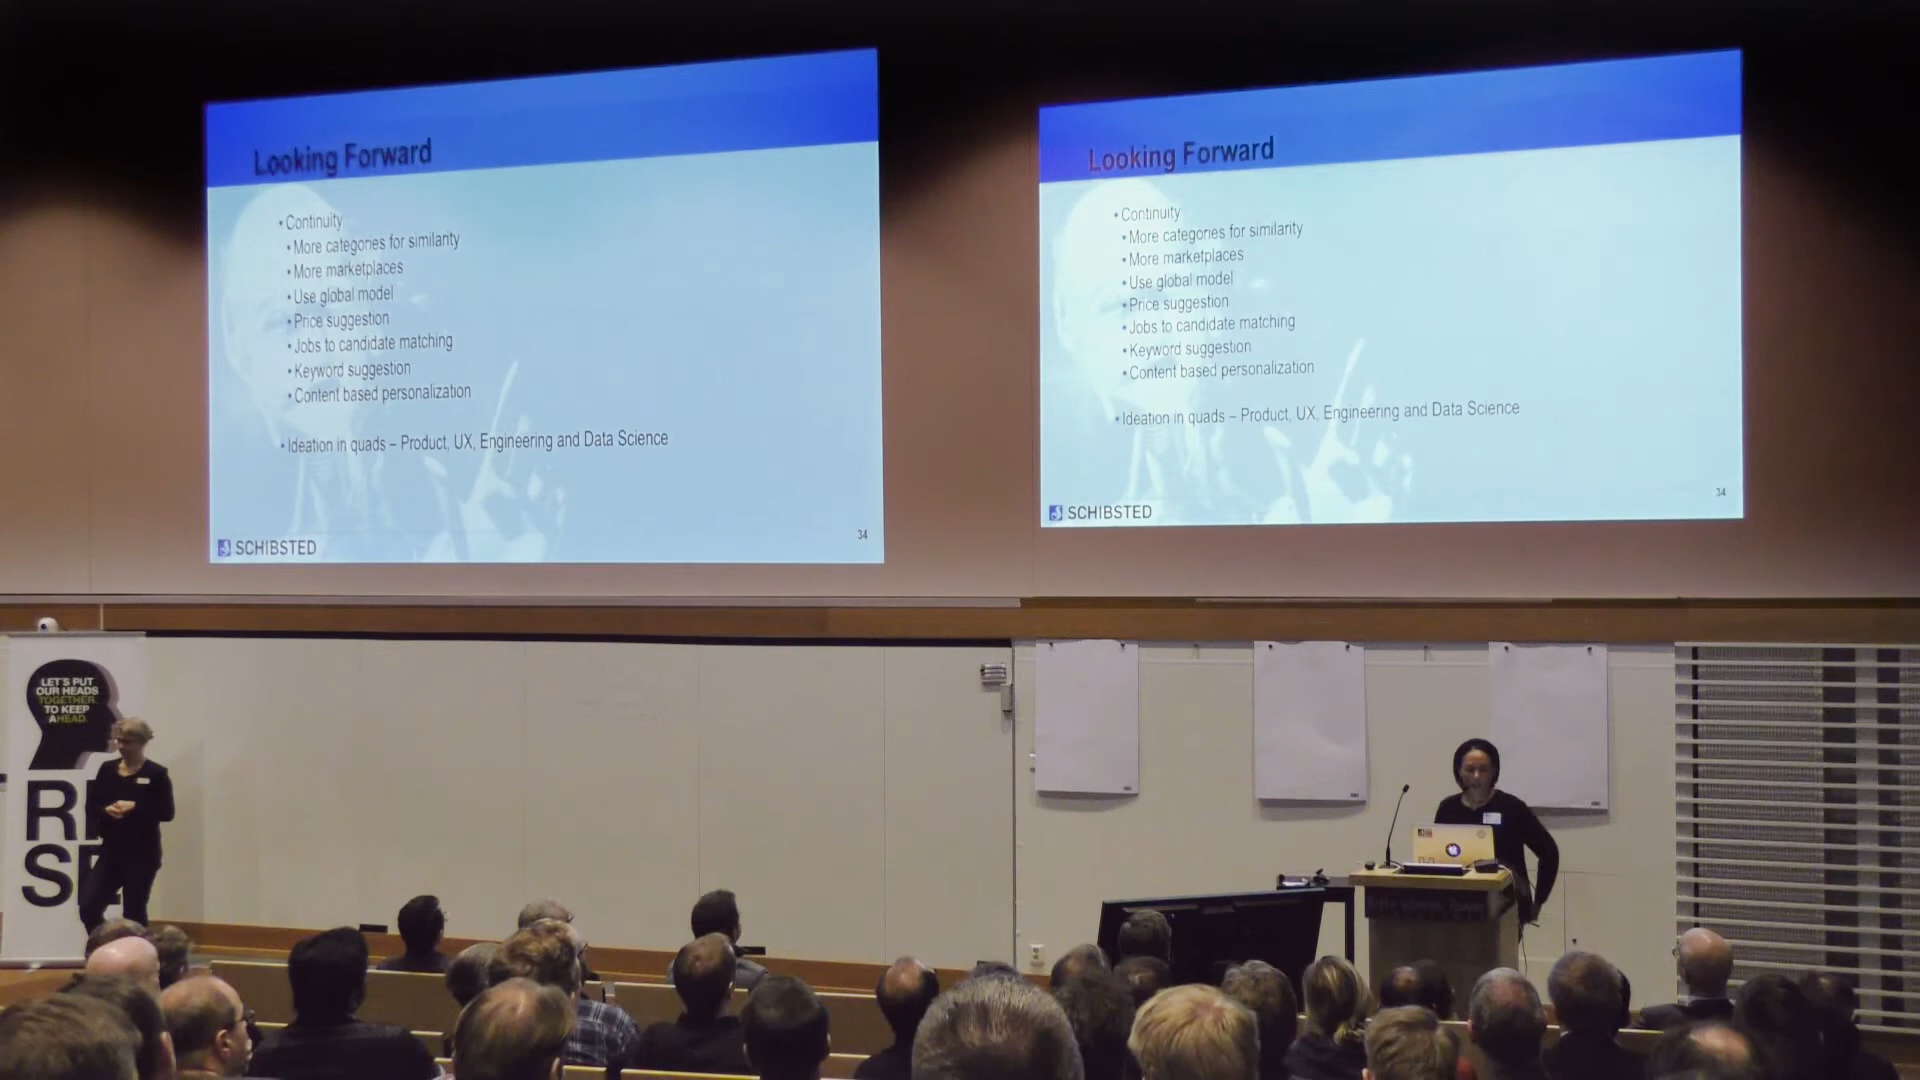 Looking Forward
• Continuity
• More categories for similarity
• More marketplaces
• Use global model
• Price suggestion
• Jobs to candidate matching
• Keyword suggestion
• Content based personalization
• Ideation in quads – Product, UX, Engineering and Data Science
34
SCHIBSTED
Looking Forward
• Continuity
• More categories for similarity
• More marketplaces
• Use global model
• Price suggestion
• Jobs to candidate matching
• Keyword suggestion
• Content based personalization
• Ideation in quads – Product, UX, Engineering and Data Science
34
SCHIBSTED
LET'S PUT
OUR HEADS
TOGETHER.
TO KEEP
AHEAD.
RI
SE